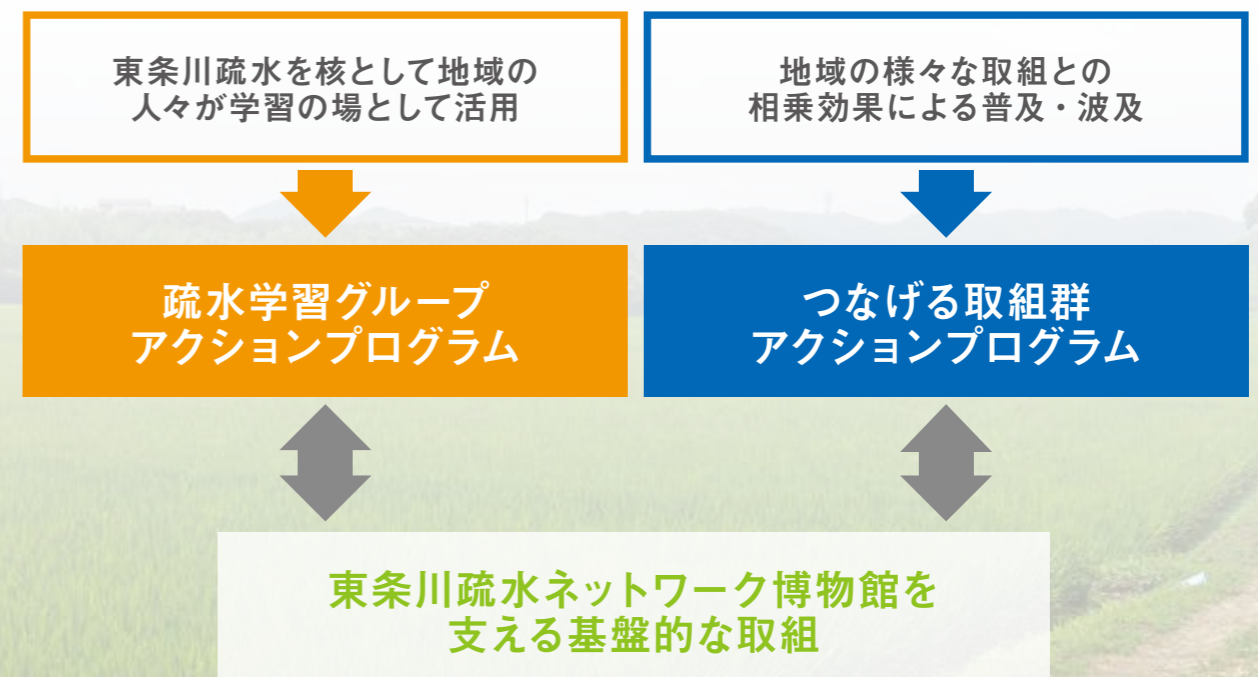 東条川疏水を核として地域の
人々が学習の場として活用
地域の様々な取組との
相乗効果による普及・波及
疏水学習グループ
アクションプログラム
つなげる取組群
アクションプログラム
東条川疏水ネットワーク博物館を
支える基盤的な取組